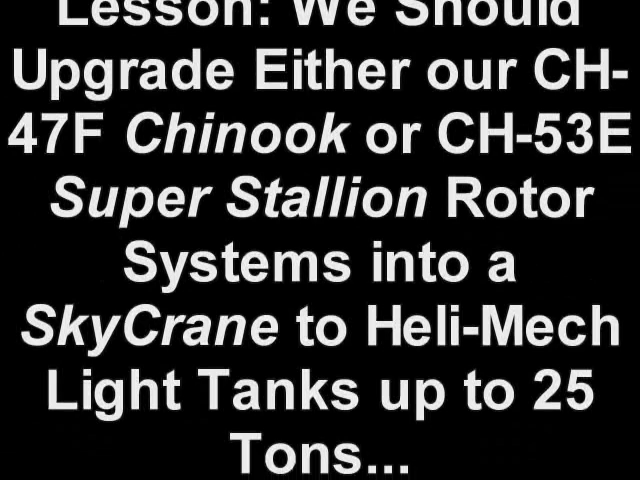 Lesson: We Should
Upgrade Either our CH-
47F Chinook or CH-53E
Super Stallion Rotor
Systems into a
SkyCrane to Heli-Mech
Light Tanks up to 25
Tons...